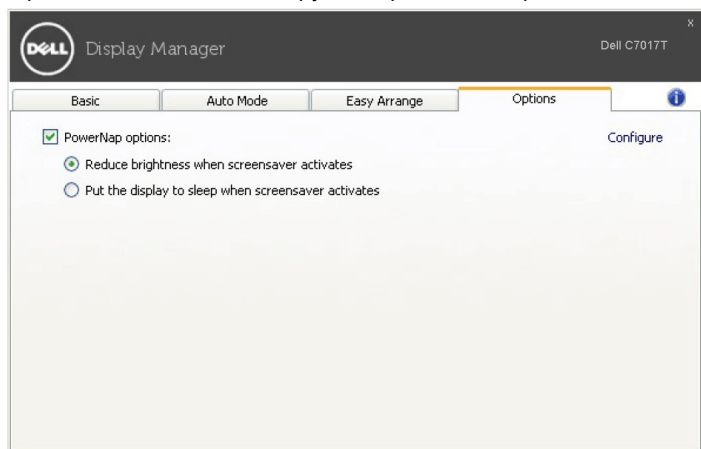 DELL
Display Manager
x
Dell C7017T
Basic
Auto Mode
Easy Arrange
Options
PowerNap options:
Configure
Reduce brightness when screensaver activates
Put the display to sleep when screensaver activates